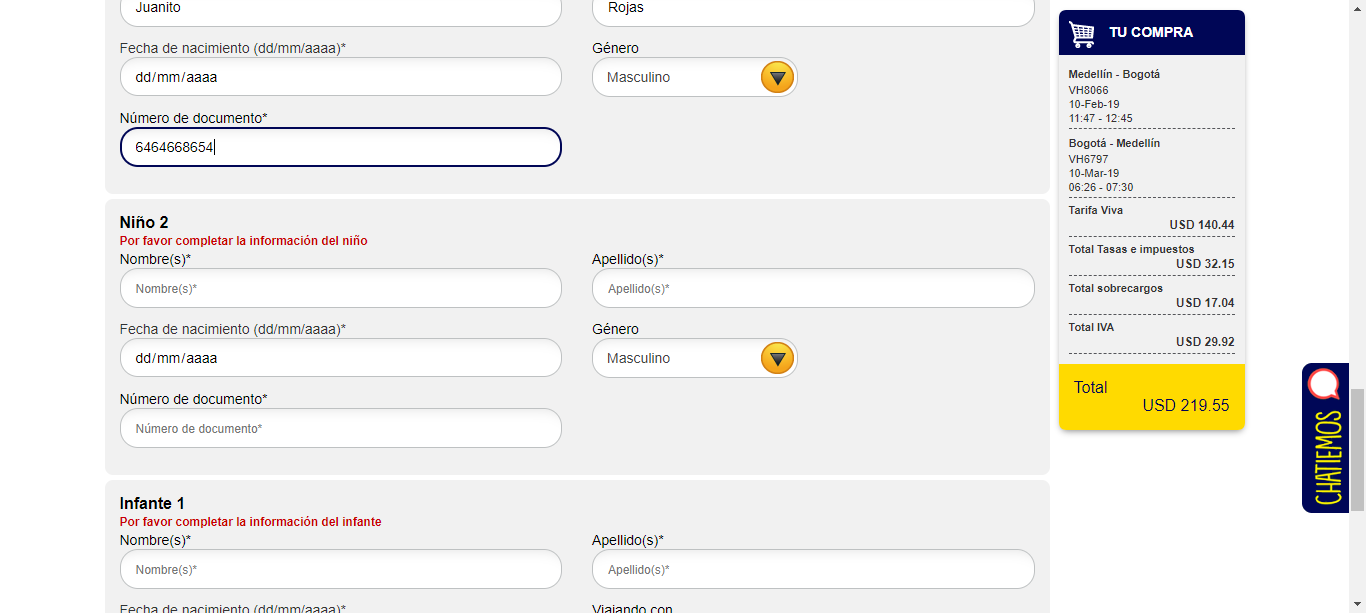 Juanito
Rojas
Fecha de nacimiento (dd/mm/aaaa)*
Género
dd/mm/aaaa
Masculino
Número de documento*
6464668654
Niño 2
Por favor completar la información del niño
Nombre(s)*
Apellido(s)*
Nombre(s)*
Apellido(s)*
Fecha de nacimiento (dd/mm/aaaa)*
Género
dd/mm/aaaa
Masculino
Número de documento*
Número de documento*
Infante 1
Por favor completar la información del infante
Nombre(s)*
Apellido(s)*
Nombre(s)*
Apellido(s)*
Fecha de nacimiento (dd/mm/aaaa)*
Viajando con
TU COMPRA
Medellín - Bogotá
VH8066
10-Feb-19
11:47 - 12:45
Bogotá - Medellín
VH6797
10-Mar-19
06:26 - 07:30
Tarifa Viva
USD 140.44
Total Tasas e impuestos
USD 32.15
Total sobrecargos
USD 17.04
Total IVA
USD 29.92
Total
USD 219.55
CHATIEMOS